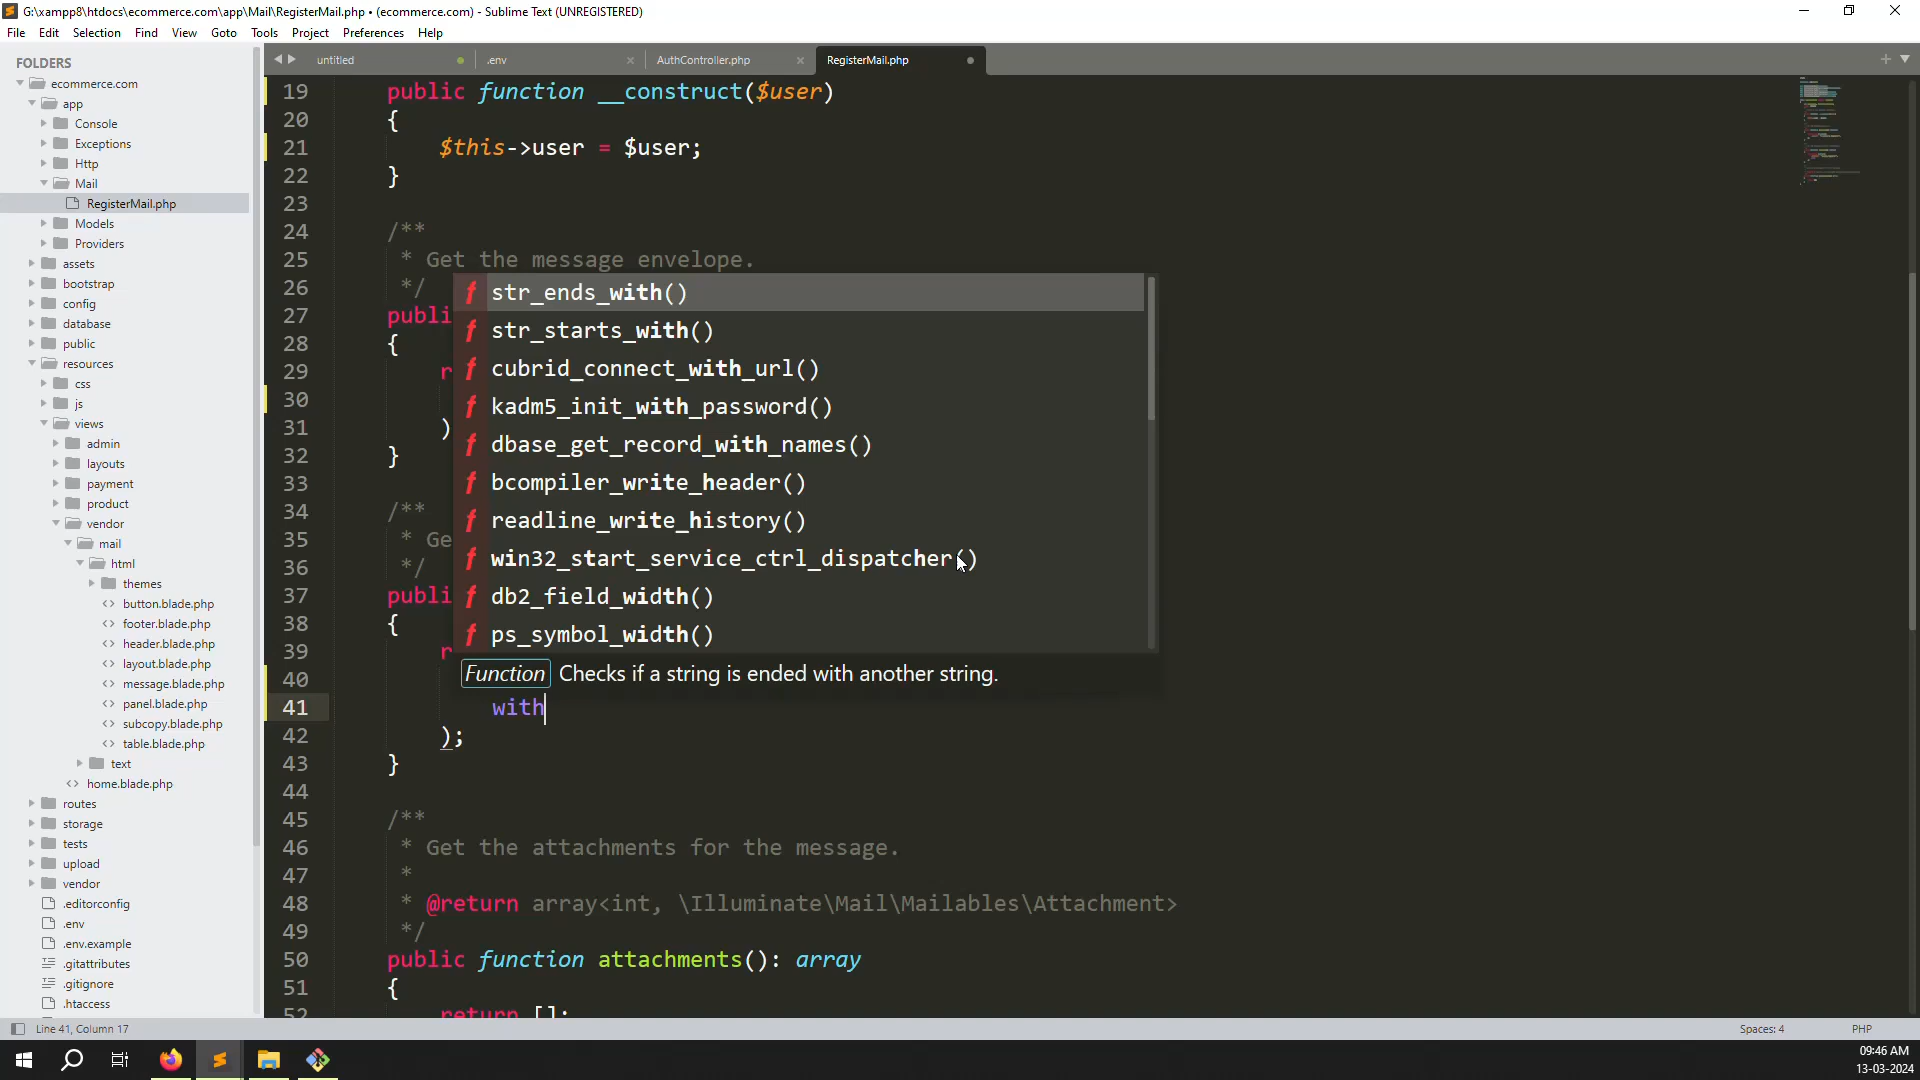 G:\xampp8\htdocs\ecommerce.com\app\Mail\RegisterMail.php • (ecommerce.com) - Sublime Text (UNREGISTERED)
File Edit Selection Find View Goto Tools Project Preferences Help
FOLDERS
ecommerce.com
app
Console
Exceptions
Http
Mail
RegisterMail.php
Models
Providers
assets
bootstrap
config
database
public
resources
css
js
views
admin
layouts
payment
product
vendor
mail
html
themes
button.blade.php
footer.blade.php
header.blade.php
layout.blade.php
message.blade.php
panel.blade.php
subcopy.blade.php
table.blade.php
text
home.blade.php
routes
storage
tests
upload
vendor
.editorconfig
.env
.env.example
.gitattributes
.gitignore
.htaccess
untitled .env AuthController.php RegisterMail.php
19 public function __construct($user)
20 {
21 $this->user = $user;
22 }
23
24 /**
25 * Get the message envelope.
26 */
27 publi
28 {
29 r
30
31 )
32 }
33
34 /**
35 * Ge
36 */
37 publi
38 {
39 r
40
41 with
42 );
43 }
44
45 /**
46 * Get the attachments for the message.
47 *
48 * @return array<int, \Illuminate\Mail\Mailables\Attachment>
49 */
50 public function attachments(): array
51 {
52 return [];
f str_ends_with()
f str_starts_with()
f cubrid_connect_with_url()
f kadm5_init_with_password()
f dbase_get_record_with_names()
f bcompiler_write_header()
f readline_write_history()
f win32_start_service_ctrl_dispatcher()
f db2_field_width()
f ps_symbol_width()
Function Checks if a string is ended with another string.
Line 41, Column 17 Spaces: 4 PHP
09:46 AM
13-03-2024